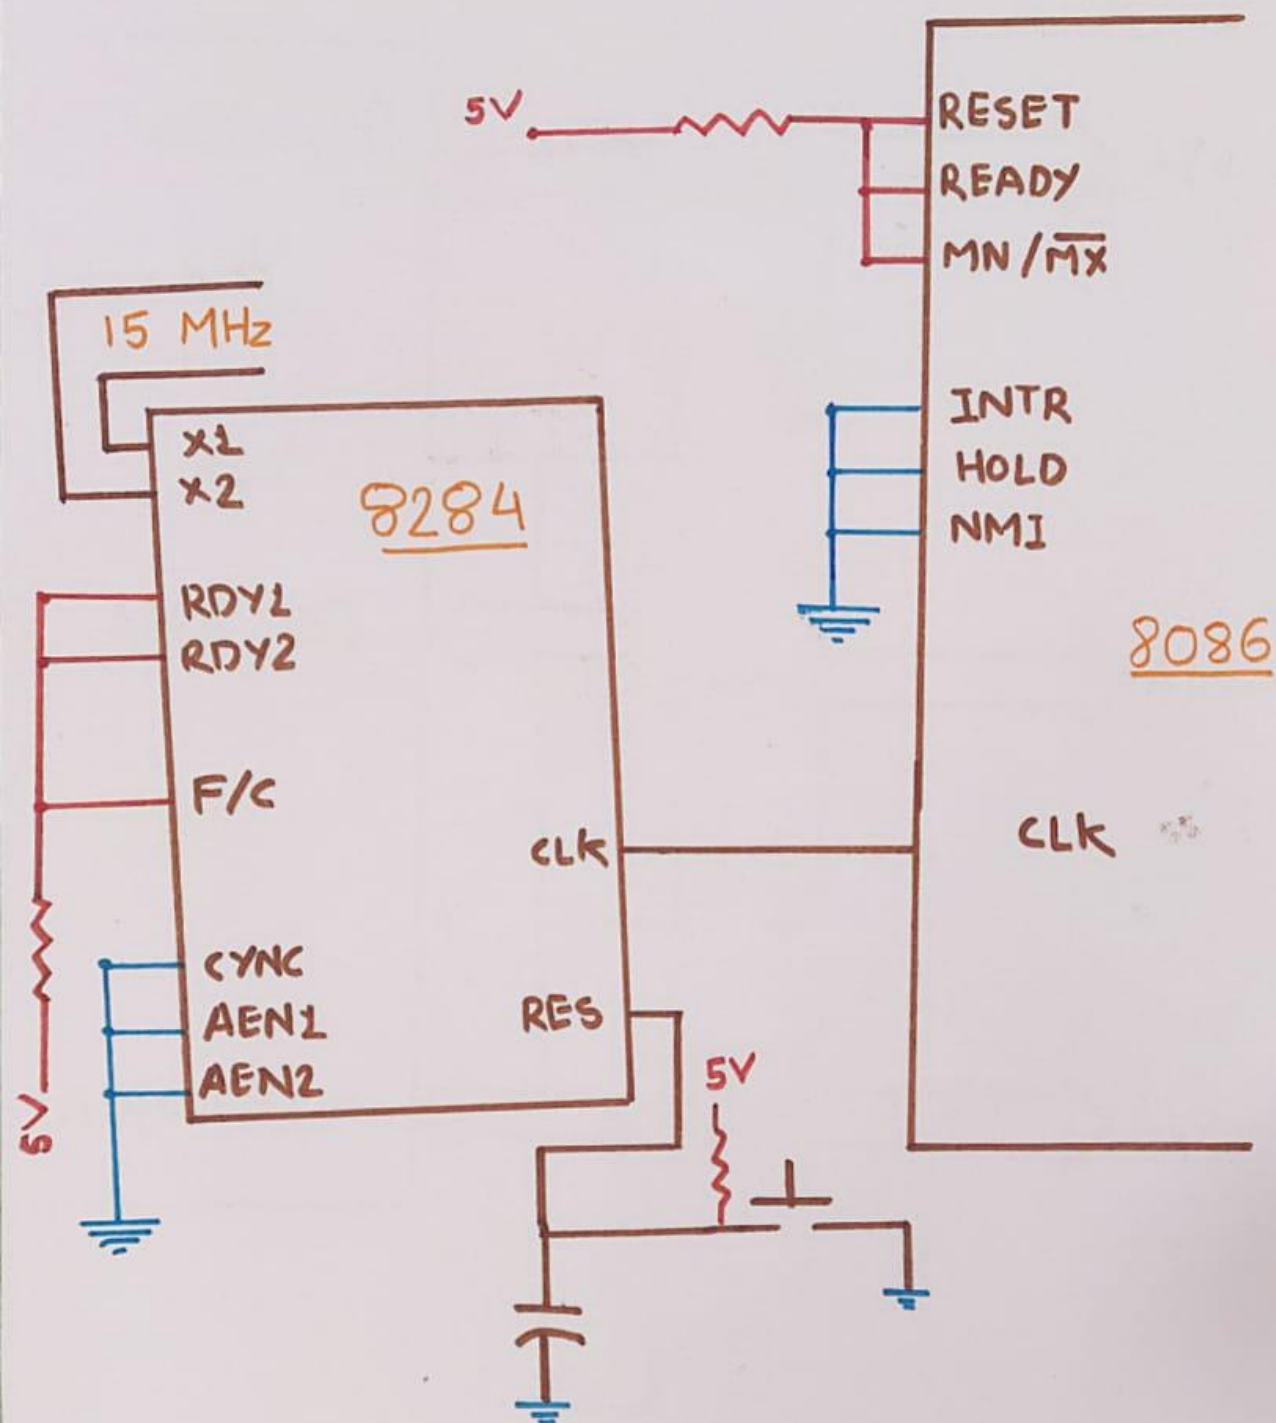 5V
RESET
READY
MN/M̅X̅
15 MHz
X1
X2
8284
INTR
HOLD
NMI
RDY1
RDY2
8086
F/C
CLK
CLK
CYNC
AEN1
AEN2
RES
5V
5V